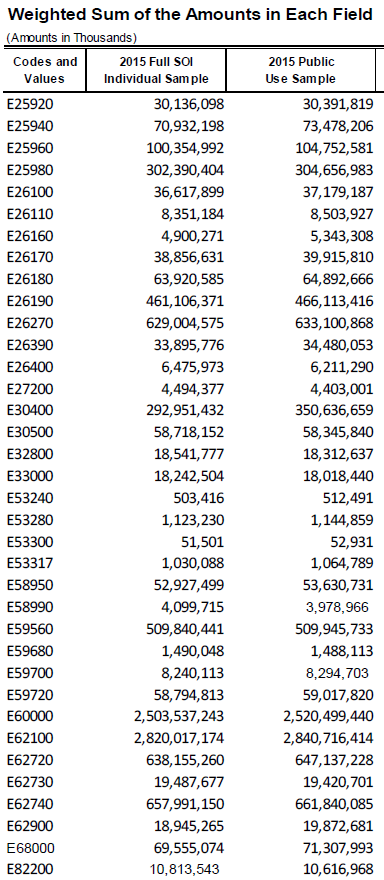 Weighted Sum of the Amounts in Each Field
(Amounts in Thousands)
Codes and 2015 Full SOI 2015 Public
Values Individual Sample Use Sample
E25920 30,136,098 30,391,819
E25940 70,932,198 73,478,206
E25960 100,354,992 104,752,581
E25980 302,390,404 304,656,983
E26100 36,617,899 37,179,187
E26110 8,351,184 8,503,927
E26160 4,900,271 5,343,308
E26170 38,856,631 39,915,810
E26180 63,920,585 64,892,666
E26190 461,106,371 466,113,416
E26270 629,004,575 633,100,868
E26390 33,895,776 34,480,053
E26400 6,475,973 6,211,290
E27200 4,494,377 4,403,001
E30400 292,951,432 350,636,659
E30500 58,718,152 58,345,840
E32800 18,541,777 18,312,637
E33000 18,242,504 18,018,440
E53240 503,416 512,491
E53280 1,123,230 1,144,859
E53300 51,501 52,931
E53317 1,030,088 1,064,789
E58950 52,927,499 53,630,731
E58990 4,099,715 3,978,966
E59560 509,840,441 509,945,733
E59680 1,490,048 1,488,113
E59700 8,240,113 8,294,703
E59720 58,794,813 59,017,820
E60000 2,503,537,243 2,520,499,440
E62100 2,820,017,174 2,840,716,414
E62720 638,155,260 647,137,228
E62730 19,487,677 19,420,701
E62740 657,991,150 661,840,085
E62900 18,945,265 19,872,681
E68000 69,555,074 71,307,993
E82200 10,813,543 10,616,968